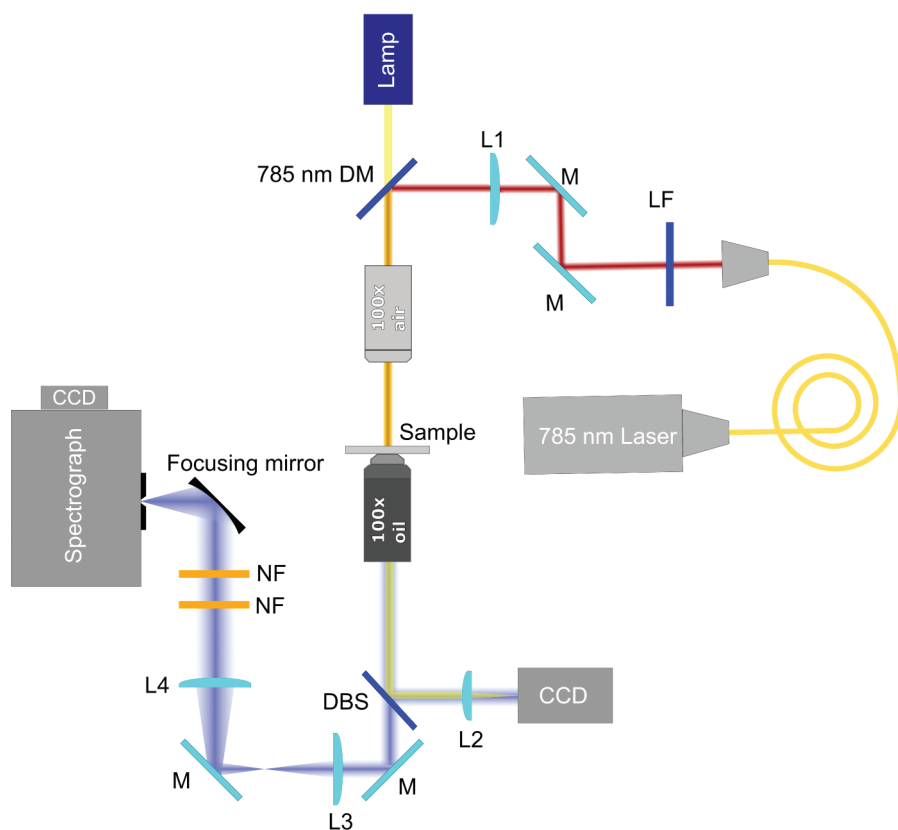 Lamp
L1
785 nm DM
M
LF
M
100x
air
CCD
Sample
785 nm Laser
Focusing mirror
Spectrograph
100x
oil
NF
NF
L4
DBS
CCD
L2
M
M
L3